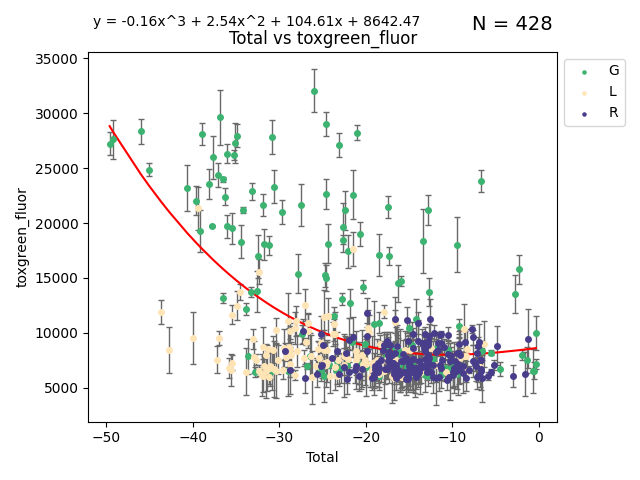 y = -0.16x^3 + 2.54x^2 + 104.61x + 8642.47
N = 428
Total vs toxgreen_fluor
35000
30000
25000
20000
15000
10000
5000
toxgreen_fluor
−50 −40 −30 −20 −10 0
Total
G
L
R